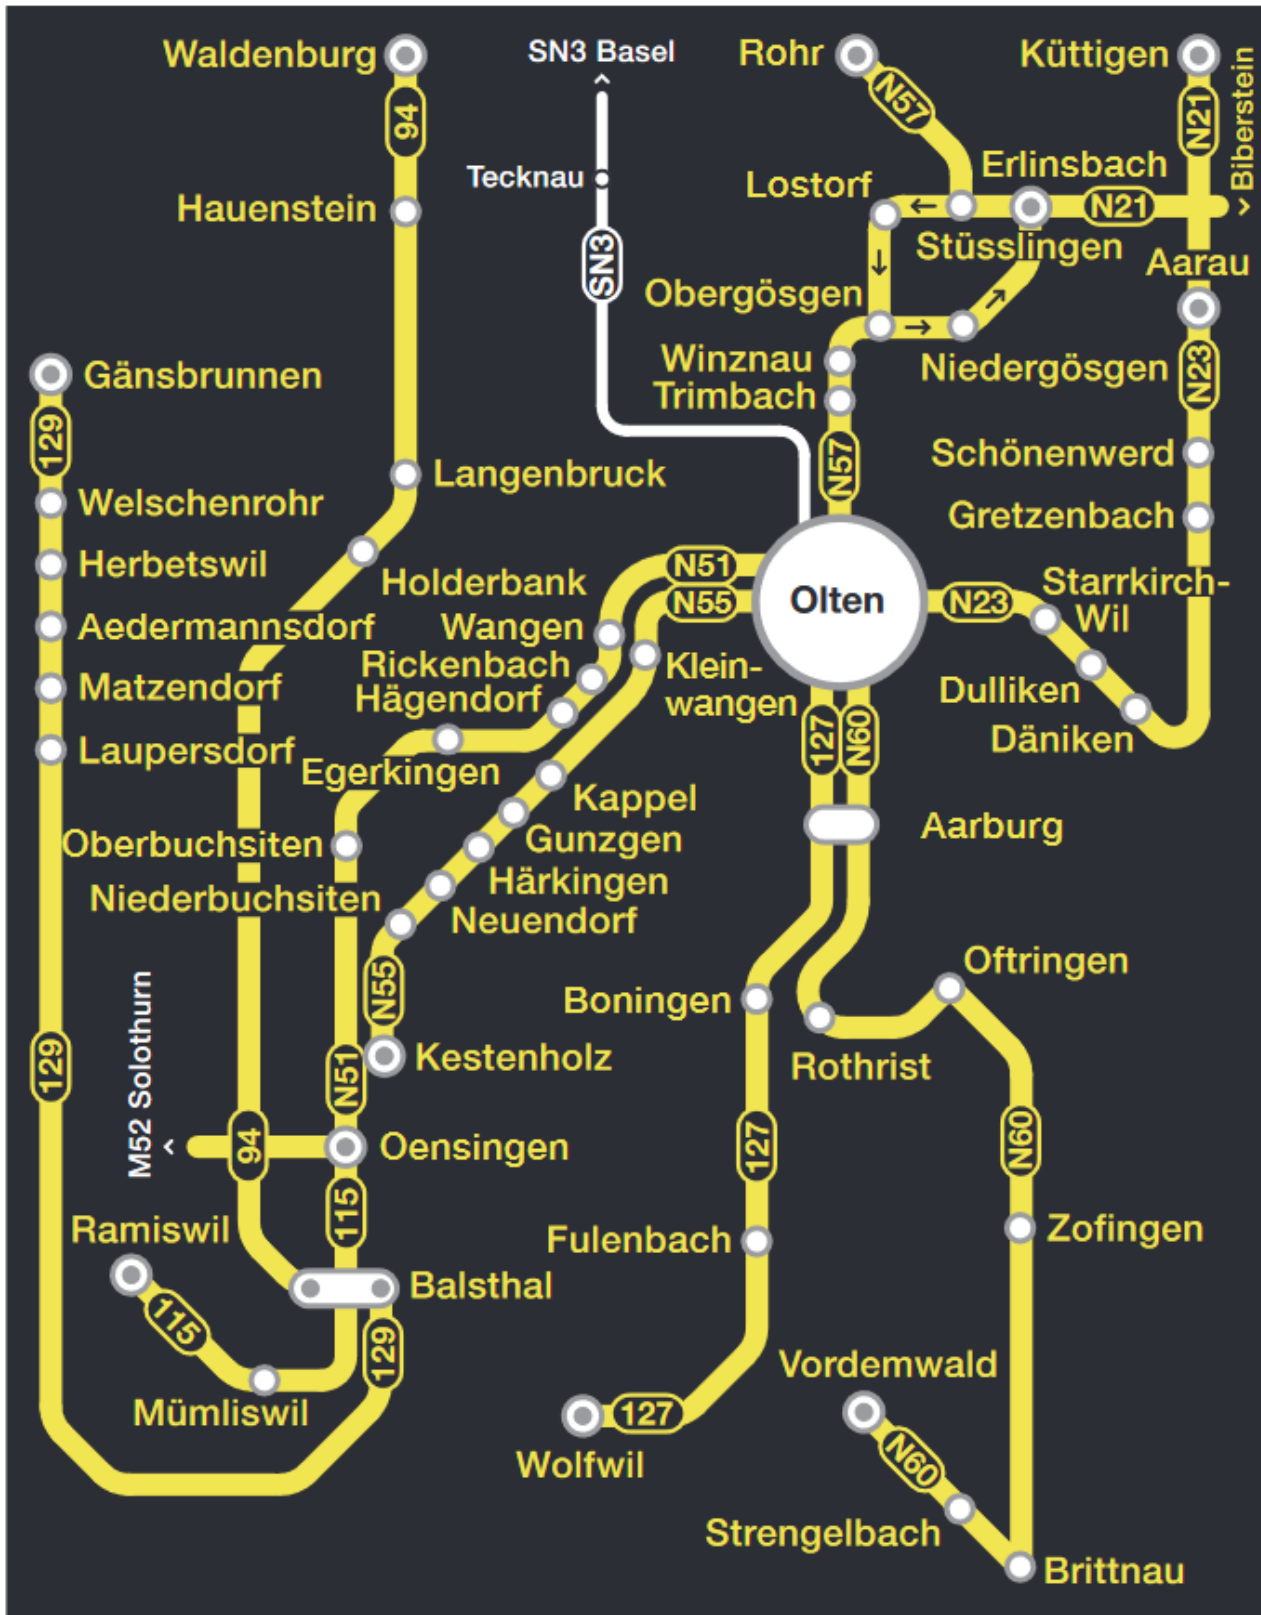 Waldenburg
SN3 Basel
Rohr
Küttigen
94
N57
N21
Biberstein
Tecknau
Erlinsbach
Lostorf
N21
Hauenstein
Stüsslingen
SN3
Aarau
Obergösgen
Winznau
Niedergösgen
N23
Gänsbrunnen
Trimbach
129
Schönenwerd
Langenbruck
N57
Welschenrohr
Gretzenbach
Herbetswil
Holderbank
N51
N55
Olten
N23
Starrkirch-
Wil
Aedermannsdorf
Wangen
Rickenbach
Klein-
wangen
Matzendorf
Hägendorf
Dulliken
Däniken
Laupersdorf
127
N60
Egerkingen
Kappel
Aarburg
Oberbuchsiten
Gunzgen
Niederbuchsiten
Härkingen
Neuendorf
Oftringen
N55
Boningen
M52 Solothurn
129
N51
Kestenholz
Rothrist
94
Oensingen
127
N60
115
Ramiswil
Fulenbach
Zofingen
Balsthal
115
129
Vordemwald
Mümliswil
127
Wolfwil
N60
Strengelbach
Brittnau